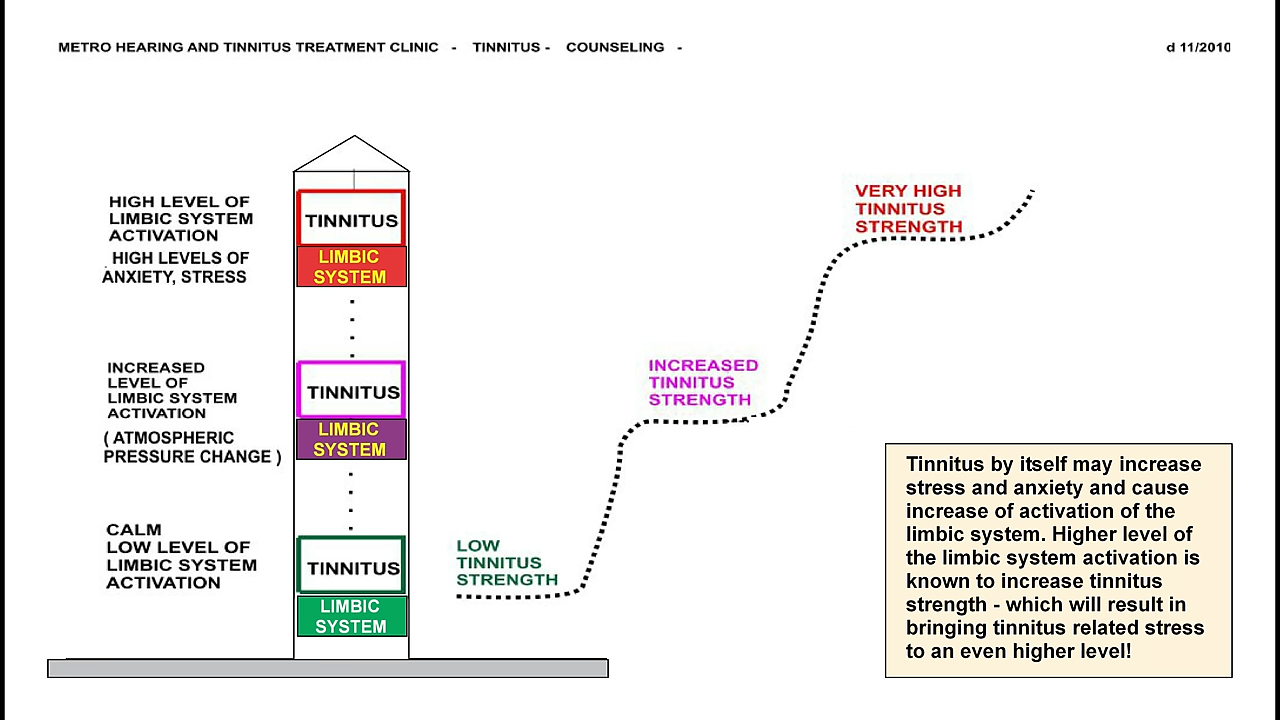 METRO HEARING AND TINNITUS TREATMENT CLINIC - TINNITUS - COUNSELING -
d 11/2010
HIGH LEVEL OF
LIMBIC SYSTEM
ACTIVATION
HIGH LEVELS OF
ANXIETY, STRESS
TINNITUS
LIMBIC
SYSTEM
VERY HIGH
TINNITUS
STRENGTH
INCREASED
LEVEL OF
LIMBIC SYSTEM
ACTIVATION
( ATMOSPHERIC
PRESSURE CHANGE )
TINNITUS
LIMBIC
SYSTEM
INCREASED
TINNITUS
STRENGTH
CALM
LOW LEVEL OF
LIMBIC SYSTEM
ACTIVATION
TINNITUS
LIMBIC
SYSTEM
LOW
TINNITUS
STRENGTH
Tinnitus by itself may increase
stress and anxiety and cause
increase of activation of the
limbic system. Higher level of
the limbic system activation is
known to increase tinnitus
strength - which will result in
bringing tinnitus related stress
to an even higher level!